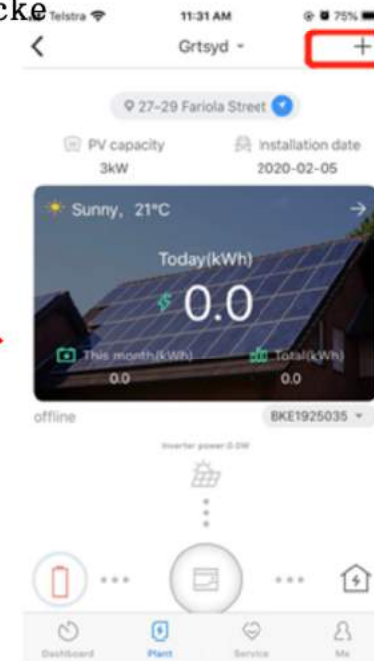 cke
Telstra 11:31 AM 75%
Grtsyd
27-29 Fariola Street
PV capacity Installation date
3kW 2020-02-05
Sunny, 21°C
Today(kWh)
0.0
This month(kWh) Total(kWh)
0.0 0.0
offline BKE1925035
Inverter power:0.0W
Dashboard Plant Service Me